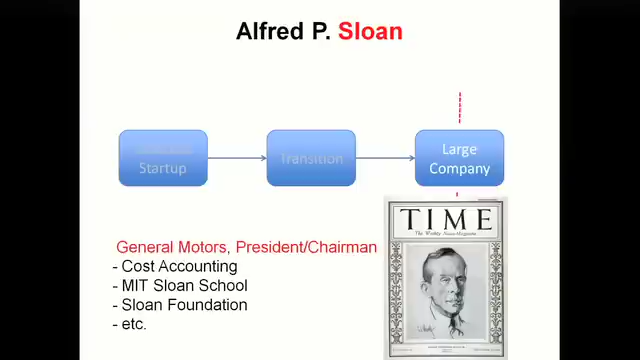 Alfred P. Sloan
Startup
Transition
Large
Company
TIME
The Weekly News-Magazine
General Motors, President/Chairman
- Cost Accounting
- MIT Sloan School
- Sloan Foundation
- etc.